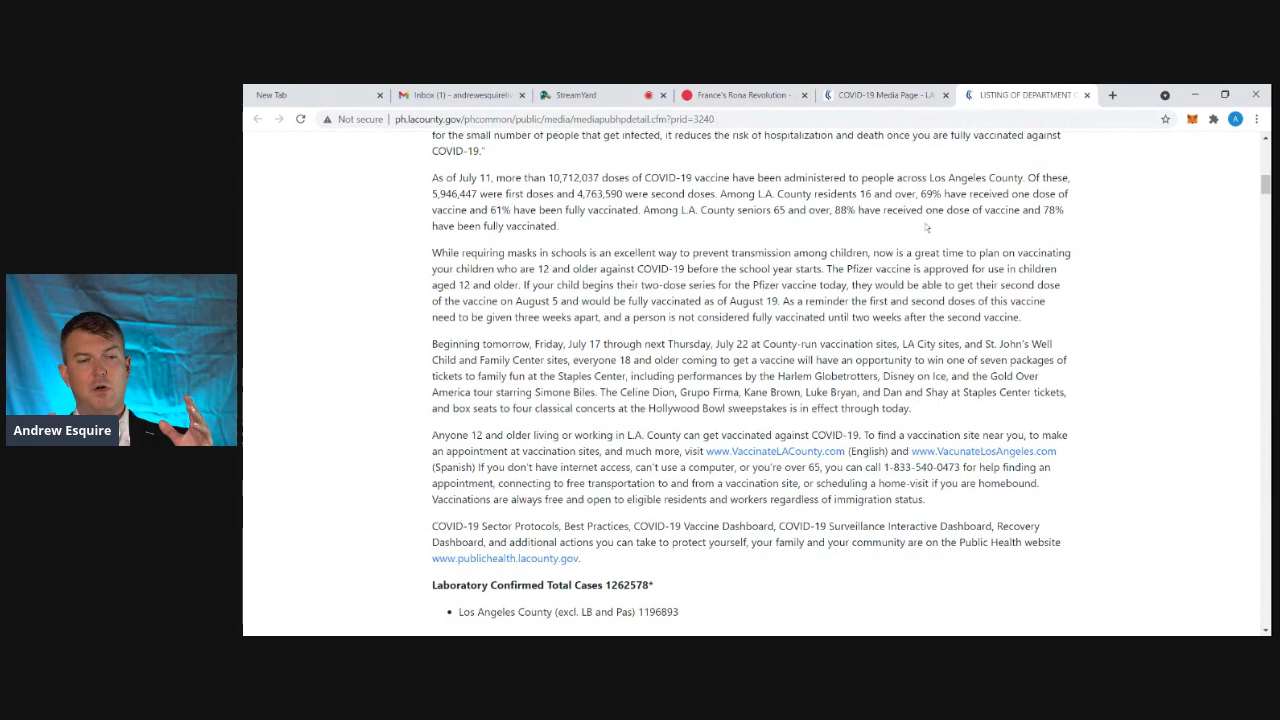 New Tab
Inbox (1) – andrewesquireli
StreamYard
France's Rona Revolution -
COVID-19 Media Page - LA
LISTING OF DEPARTMENT
Not secure
ph.lacounty.gov/phcommon/public/media/mediapubhpdetail.cfm?prid=3240
A
for the small number of people that get infected, it reduces the risk of hospitalization and death once you are fully vaccinated against
COVID-19."
As of July 11, more than 10,712,037 doses of COVID-19 vaccine have been administered to people across Los Angeles County. Of these,
5,946,447 were first doses and 4,763,590 were second doses. Among L.A. County residents 16 and over, 69% have received one dose of
vaccine and 61% have been fully vaccinated. Among L.A. County seniors 65 and over, 88% have received one dose of vaccine and 78%
have been fully vaccinated.
While requiring masks in schools is an excellent way to prevent transmission among children, now is a great time to plan on vaccinating
your children who are 12 and older against COVID-19 before the school year starts. The Pfizer vaccine is approved for use in children
aged 12 and older. If your child begins their two-dose series for the Pfizer vaccine today, they would be able to get their second dose
of the vaccine on August 5 and would be fully vaccinated as of August 19. As a reminder the first and second doses of this vaccine
need to be given three weeks apart, and a person is not considered fully vaccinated until two weeks after the second vaccine.
Beginning tomorrow, Friday, July 17 through next Thursday, July 22 at County-run vaccination sites, LA City sites, and St. John's Well
Child and Family Center sites, everyone 18 and older coming to get a vaccine will have an opportunity to win one of seven packages of
tickets to family fun at the Staples Center, including performances by the Harlem Globetrotters, Disney on Ice, and the Gold Over
America tour starring Simone Biles. The Celine Dion, Grupo Firma, Kane Brown, Luke Bryan, and Dan and Shay at Staples Center tickets,
and box seats to four classical concerts at the Hollywood Bowl sweepstakes is in effect through today.
Anyone 12 and older living or working in L.A. County can get vaccinated against COVID-19. To find a vaccination site near you, to make
an appointment at vaccination sites, and much more, visit www.VaccinateLACounty.com (English) and www.VacunateLosAngeles.com
(Spanish) If you don't have internet access, can't use a computer, or you're over 65, you can call 1-833-540-0473 for help finding an
appointment, connecting to free transportation to and from a vaccination site, or scheduling a home-visit if you are homebound.
Vaccinations are always free and open to eligible residents and workers regardless of immigration status.
COVID-19 Sector Protocols, Best Practices, COVID-19 Vaccine Dashboard, COVID-19 Surveillance Interactive Dashboard, Recovery
Dashboard, and additional actions you can take to protect yourself, your family and your community are on the Public Health website
www.publichealth.lacounty.gov.
Laboratory Confirmed Total Cases 1262578*
• Los Angeles County (excl. LB and Pas) 1196893
Andrew Esquire